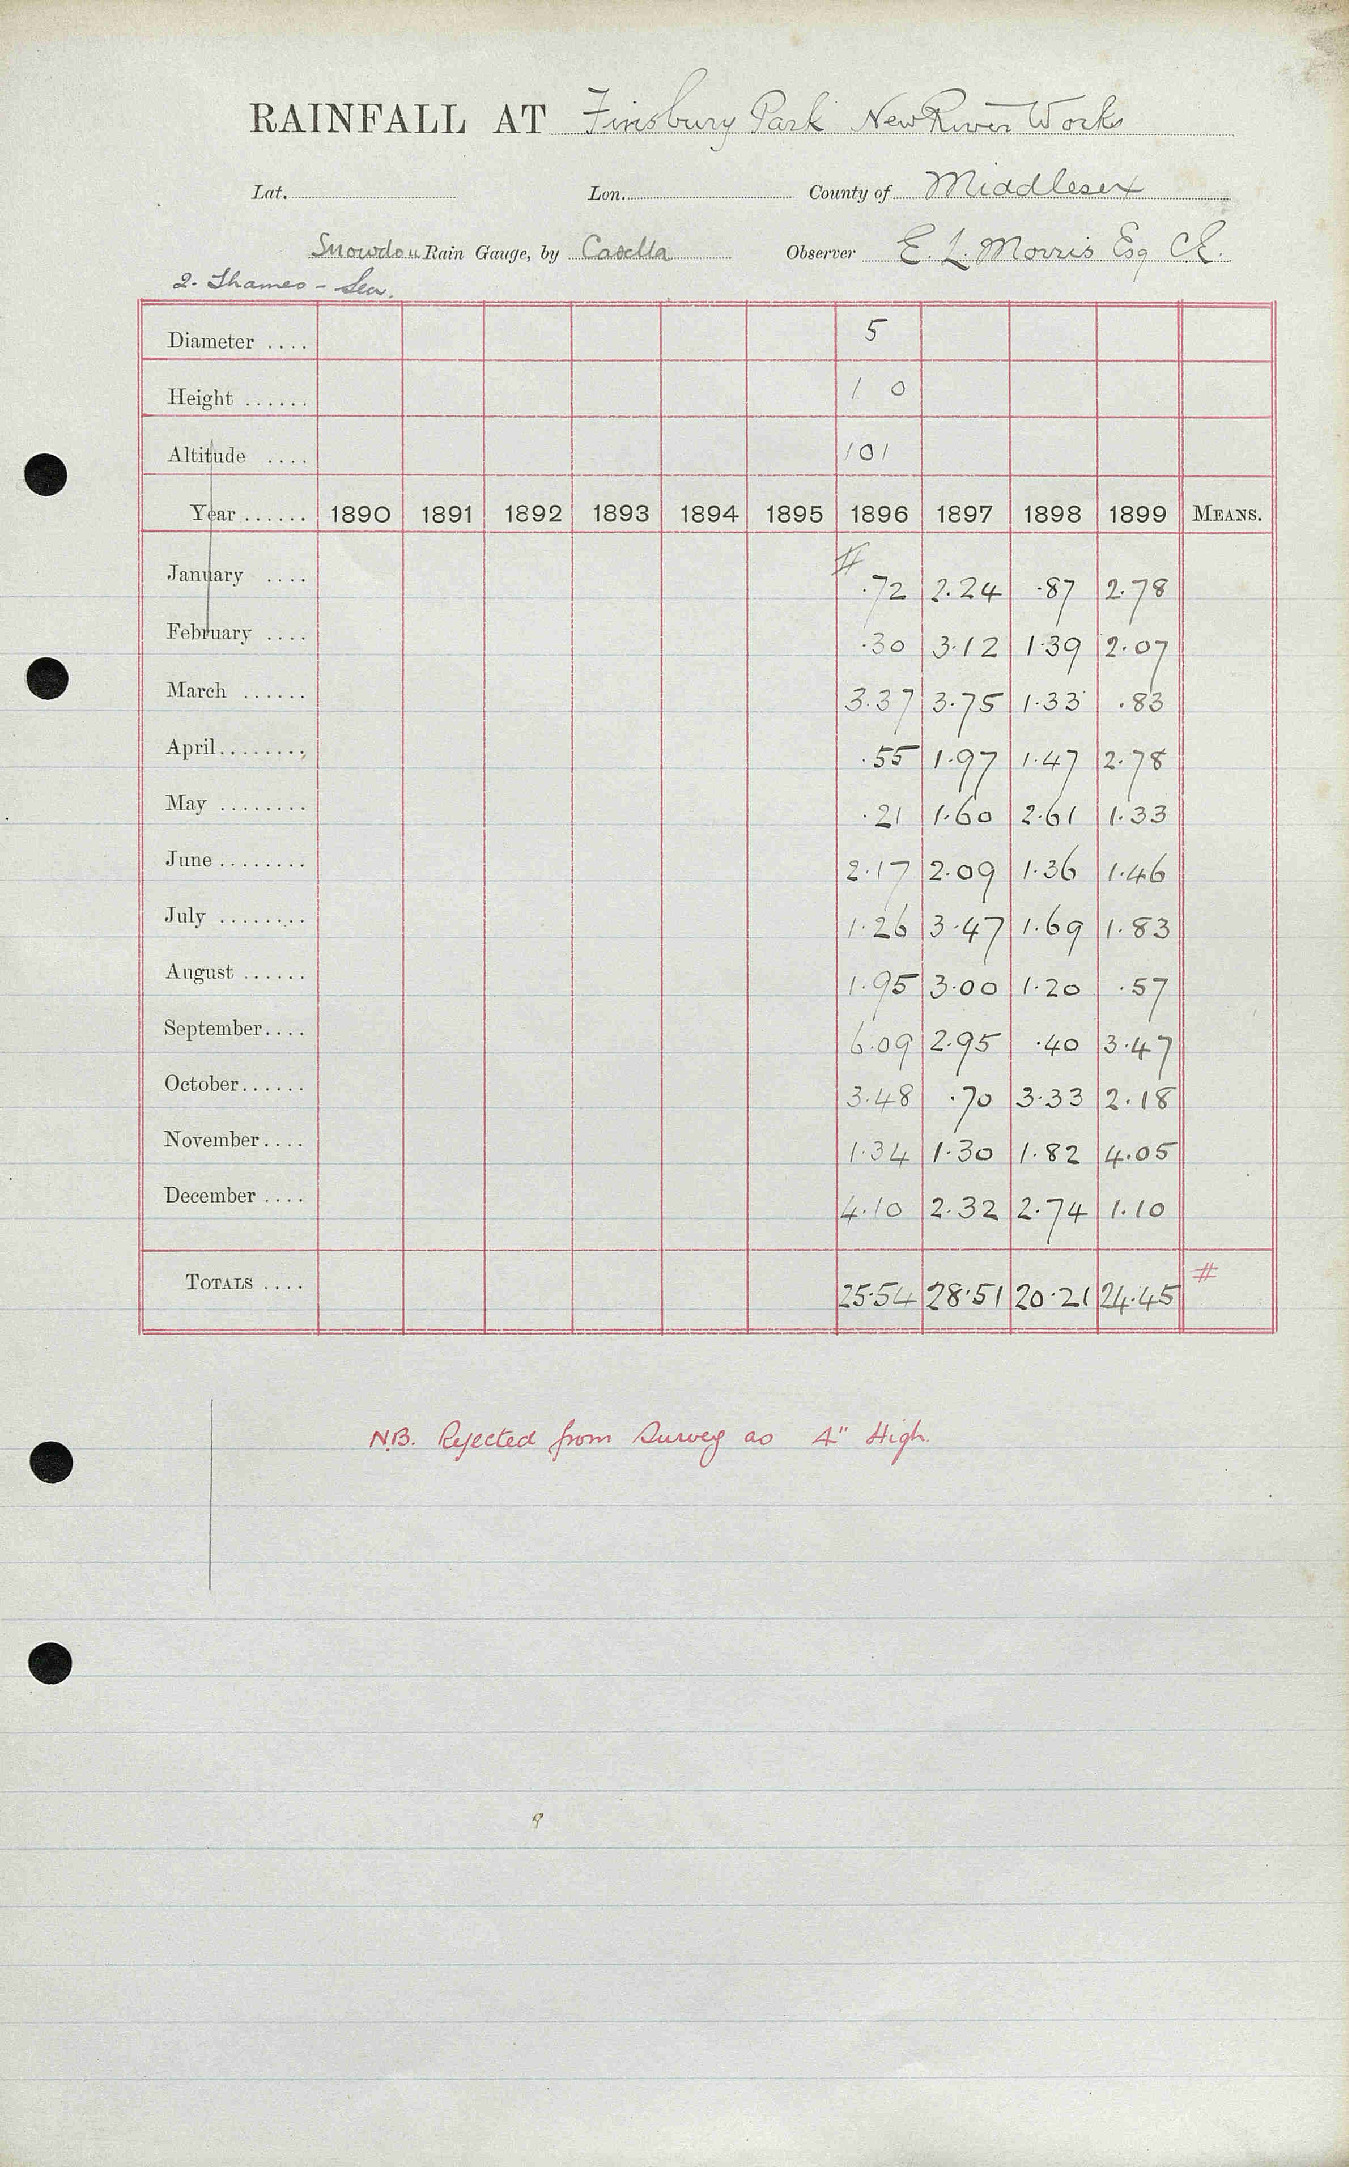 RAINFALL AT Finsbury Park New River Works
Lat. Lon. County of Middlesex
Snowdon Rain Gauge, by Casella Observer E. L. Morris Esq C.E.
2. Thames - Lea.
Diameter .... 5
Height ...... 1 0
Altitude .... 101
Year ...... 1890 1891 1892 1893 1894 1895 1896 1897 1898 1899 MEANS.
#
January .... .72 2.24 .87 2.78
February .... .30 3.12 1.39 2.07
March ...... 3.37 3.75 1.33 .83
April........ .55 1.97 1.47 2.78
May ........ .21 1.60 2.61 1.33
June ........ 2.17 2.09 1.36 1.46
July ........ 1.26 3.47 1.69 1.83
August ...... 1.95 3.00 1.20 .57
September.... 6.09 2.95 .40 3.47
October...... 3.48 .70 3.33 2.18
November.... 1.34 1.30 1.82 4.05
December .... 4.10 2.32 2.74 1.10
TOTALS .... 25.54 28.51 20.21 24.45 #
N.B. Rejected from Survey as 4" High.